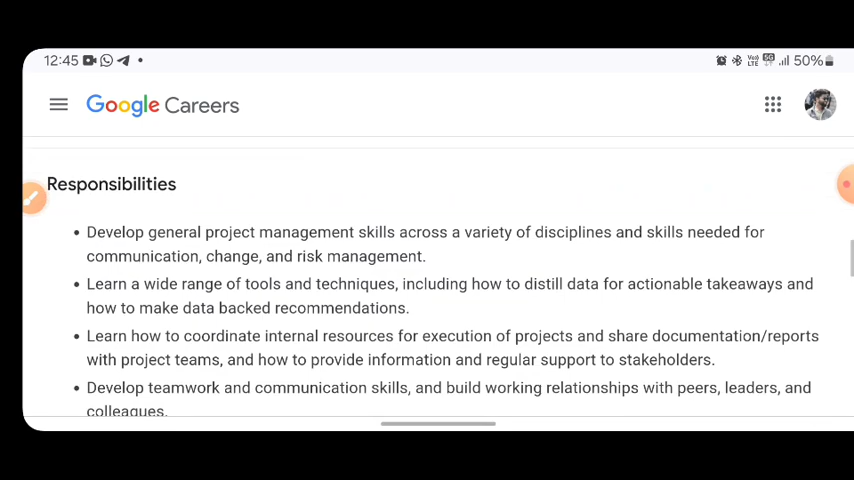 12:45 50%
Google Careers
Responsibilities
• Develop general project management skills across a variety of disciplines and skills needed for
communication, change, and risk management.
• Learn a wide range of tools and techniques, including how to distill data for actionable takeaways and
how to make data backed recommendations.
• Learn how to coordinate internal resources for execution of projects and share documentation/reports
with project teams, and how to provide information and regular support to stakeholders.
• Develop teamwork and communication skills, and build working relationships with peers, leaders, and
colleagues.